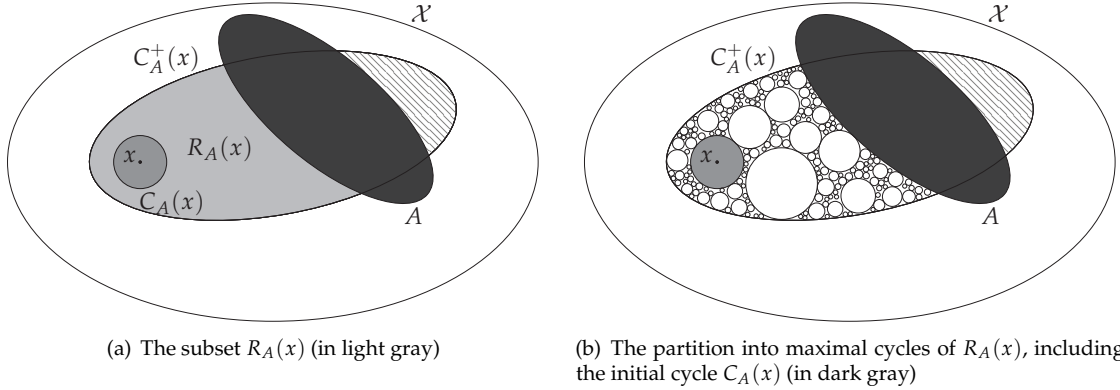 𝒳
C_A^+(x)
R_A(x)
x
C_A(x)
A
(a) The subset R_A(x) (in light gray)
𝒳
C_A^+(x)
x
A
(b) The partition into maximal cycles of R_A(x), including
the initial cycle C_A(x) (in dark gray)